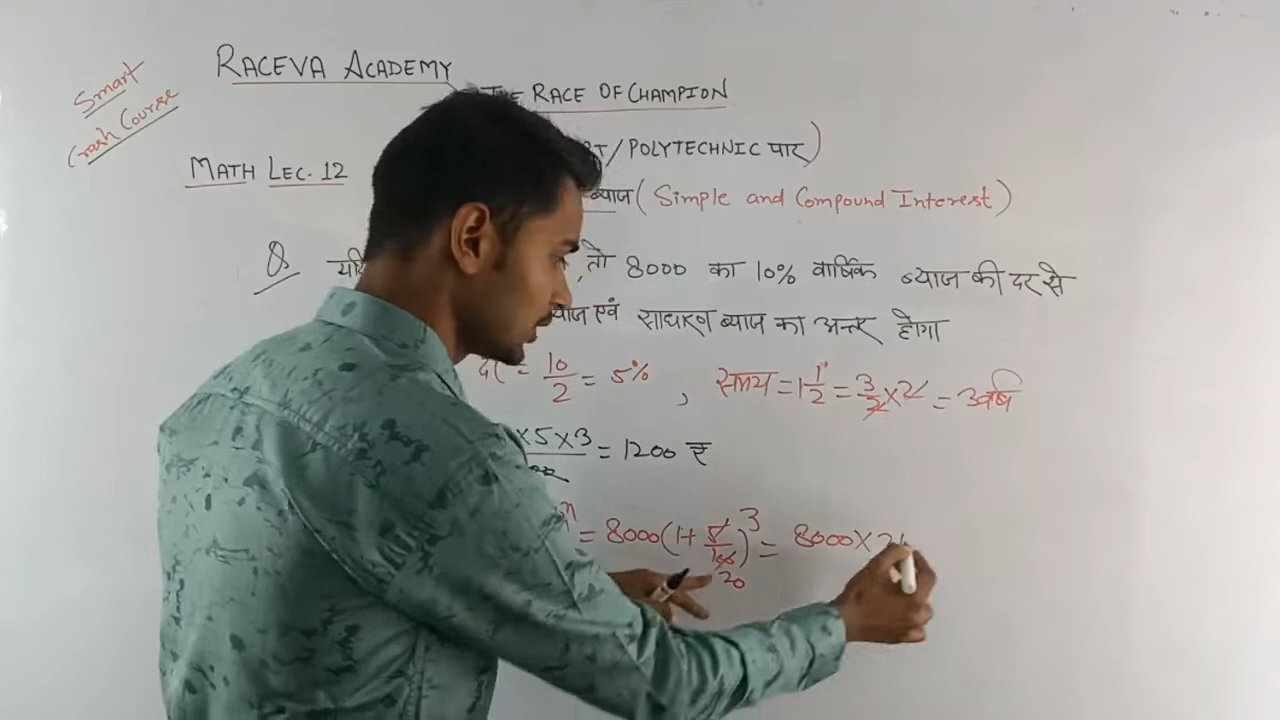 Smart
Crash Course
RACEVA ACADEMY
THE RACE OF CHAMPION
/POLYTECHNIC पार)
MATH LEC. 12
ब्याज (Simple and Compound Interest)
Q. तो 8000 का 10% वार्षिक ब्याज की दर से
एवं साधारण ब्याज का अन्तर होगा
दर = 10/2 = 5% , समय = 1 1/2 = 3/2 × 2 = 3 वर्ष
× 5 × 3 = 1200 ₹
= 8000 (1 + 5/100)^3 = 8000 ×
20